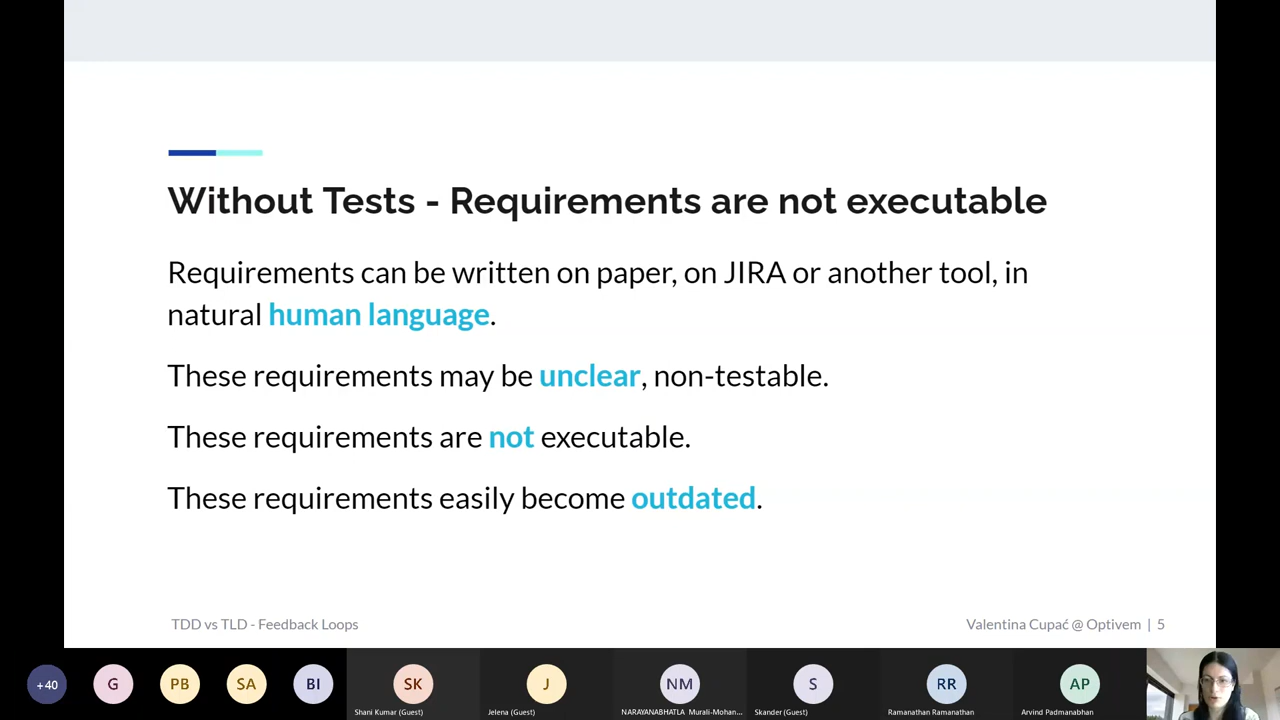 Without Tests - Requirements are not executable
Requirements can be written on paper, on JIRA or another tool, in
natural human language.
These requirements may be unclear, non-testable.
These requirements are not executable.
These requirements easily become outdated.
TDD vs TLD - Feedback Loops
Valentina Cupać @ Optivem | 5
+40
G
PB
SA
BI
SK
J
NM
S
RR
AP
Shani Kumar (Guest)
Jelena (Guest)
NARAYANABHATLA Murali-Mohan...
Skander (Guest)
Ramanathan Ramanathan
Arvind Padmanabhan